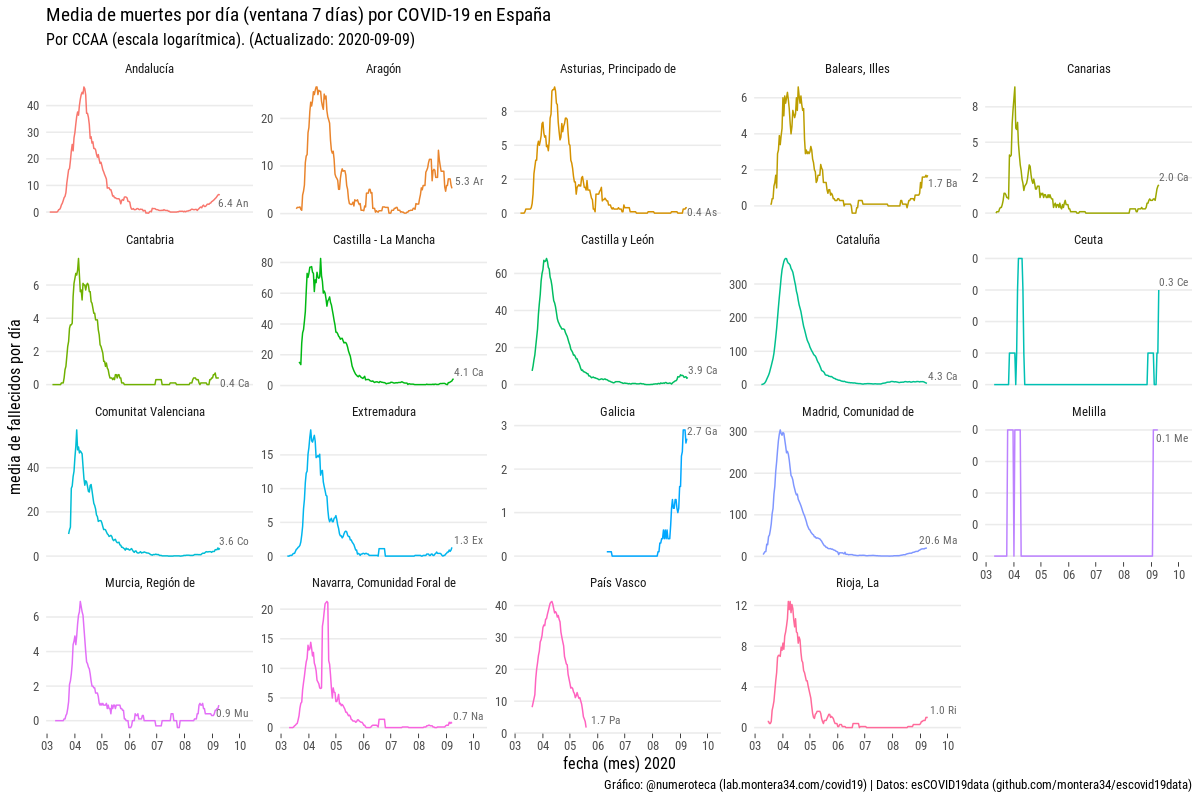 Media de muertes por día (ventana 7 días) por COVID-19 en España
Por CCAA (escala logarítmica). (Actualizado: 2020-09-09)
media de fallecidos por día
Andalucía Aragón Asturias, Principado de Balears, Illes Canarias
40 20 8 6 8
30 10 5 4 5
20 0 2 2 2
10 0 0 0
0
6.4 An 5.3 Ar 0.4 As 1.7 Ba 2.0 Ca
Cantabria Castilla - La Mancha Castilla y León Cataluña Ceuta
6 80 60 300 0
4 60 40 200 0
2 40 20 100 0
0 20 0 0 0
0 0
0.4 Ca 4.1 Ca 3.9 Ca 4.3 Ca 0.3 Ce
Comunitat Valenciana Extremadura Galicia Madrid, Comunidad de Melilla
40 15 3 300 0
20 10 2 200 0
0 5 1 100 0
0 0 0 0
0
3.6 Co 1.3 Ex 2.7 Ga 20.6 Ma 0.1 Me
03 04 05 06 07 08 09 10
Murcia, Región de Navarra, Comunidad Foral de País Vasco Rioja, La
6 20 40 12
4 15 30 8
2 10 20 4
0 5 10 0
0 0
0.9 Mu 0.7 Na 1.7 Pa 1.0 Ri
03 04 05 06 07 08 09 10 03 04 05 06 07 08 09 10 03 04 05 06 07 08 09 10 03 04 05 06 07 08 09 10
fecha (mes) 2020
Gráfico: @numeroteca (lab.montera34.com/covid19) | Datos: esCOVID19data (github.com/montera34/escovid19data)